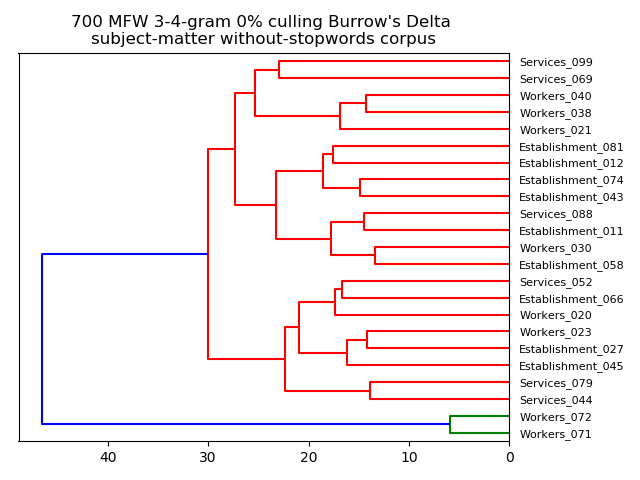 700 MFW 3-4-gram 0% culling Burrow's Delta
subject-matter without-stopwords corpus
Services_099
Services_069
Workers_040
Workers_038
Workers_021
Establishment_081
Establishment_012
Establishment_074
Establishment_043
Services_088
Establishment_011
Workers_030
Establishment_058
Services_052
Establishment_066
Workers_020
Workers_023
Establishment_027
Establishment_045
Services_079
Services_044
Workers_072
Workers_071
40 30 20 10 0